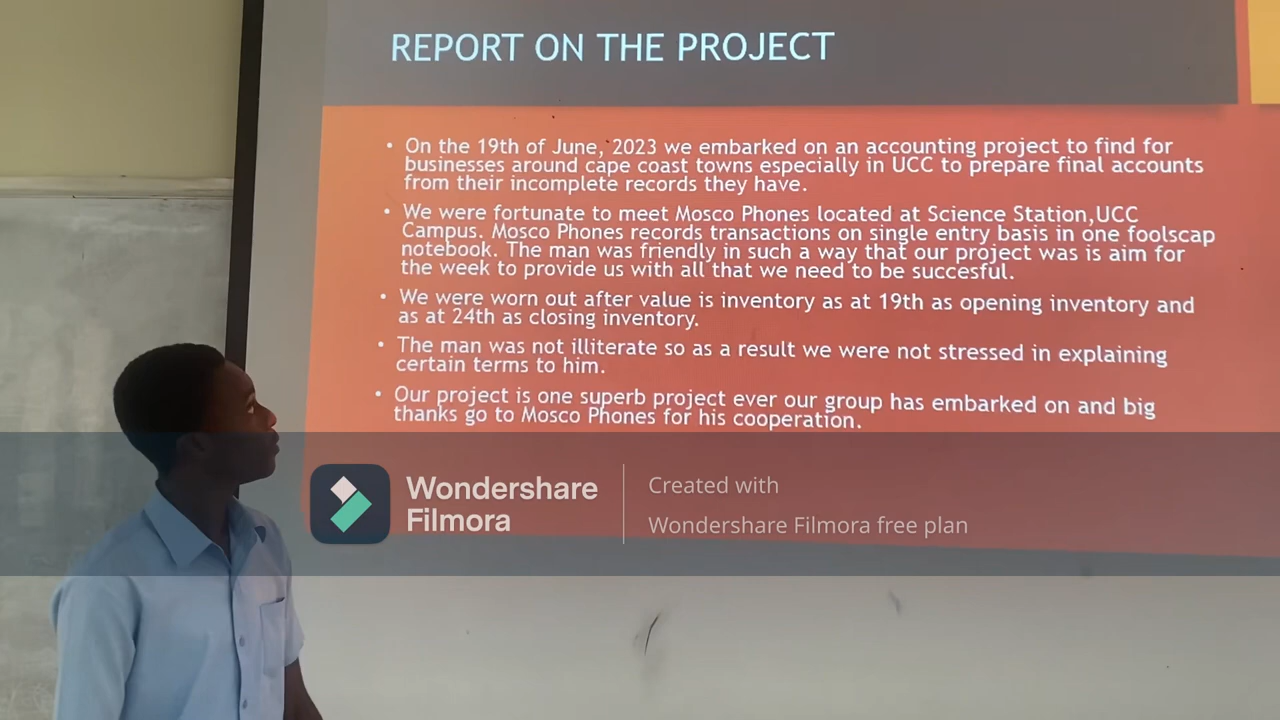 REPORT ON THE PROJECT
• On the 19th of June, 2023 we embarked on an accounting project to find for
businesses around cape coast towns especially in UCC to prepare final accounts
from their incomplete records they have.
• We were fortunate to meet Mosco Phones located at Science Station,UCC
Campus. Mosco Phones records transactions on single entry basis in one foolscap
notebook. The man was friendly in such a way that our project was is aim for
the week to provide us with all that we need to be succesful.
• We were worn out after value is inventory as at 19th as opening inventory and
as at 24th as closing inventory.
• The man was not illiterate so as a result we were not stressed in explaining
certain terms to him.
• Our project is one superb project ever our group has embarked on and big
thanks go to Mosco Phones for his cooperation.
Wondershare
Filmora
Created with
Wondershare Filmora free plan